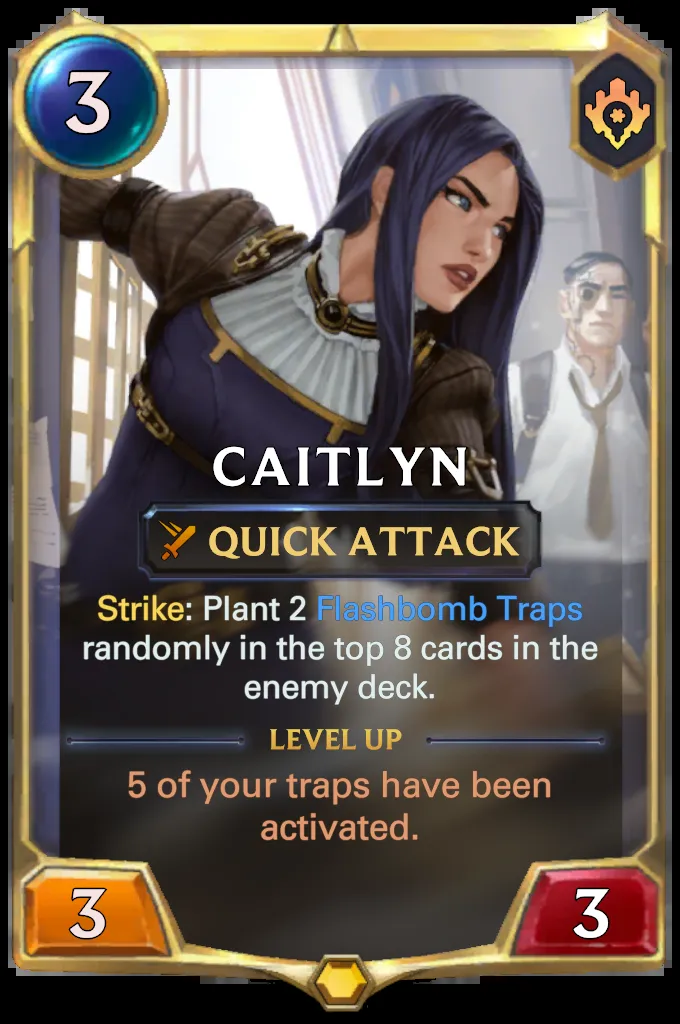 3
CAITLYN
QUICK ATTACK
Strike: Plant 2 Flashbomb Traps
randomly in the top 8 cards in the
enemy deck.
LEVEL UP
5 of your traps have been
activated.
3 3